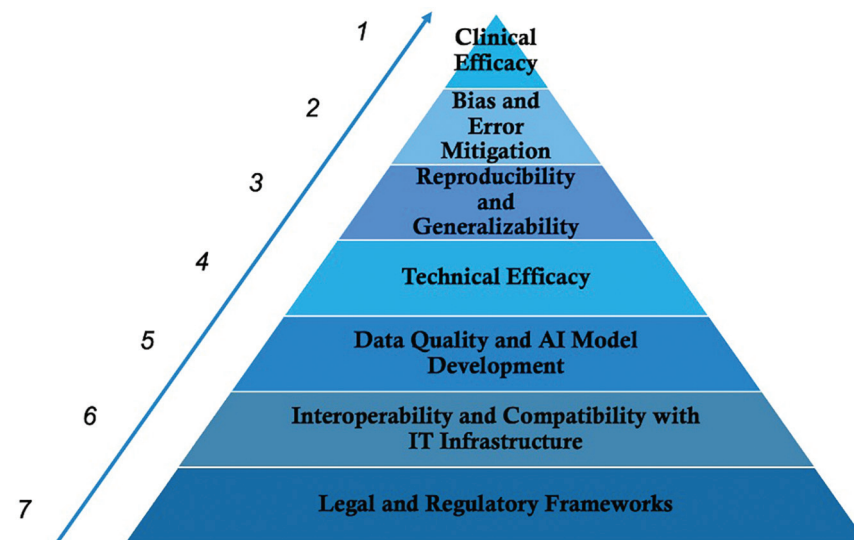 1
Clinical
Efficacy
2
Bias and
Error
Mitigation
3
Reproducibility
and
Generalizability
4
Technical Efficacy
5
Data Quality and AI Model
Development
6
Interoperability and Compatibility with
IT Infrastructure
7
Legal and Regulatory Frameworks